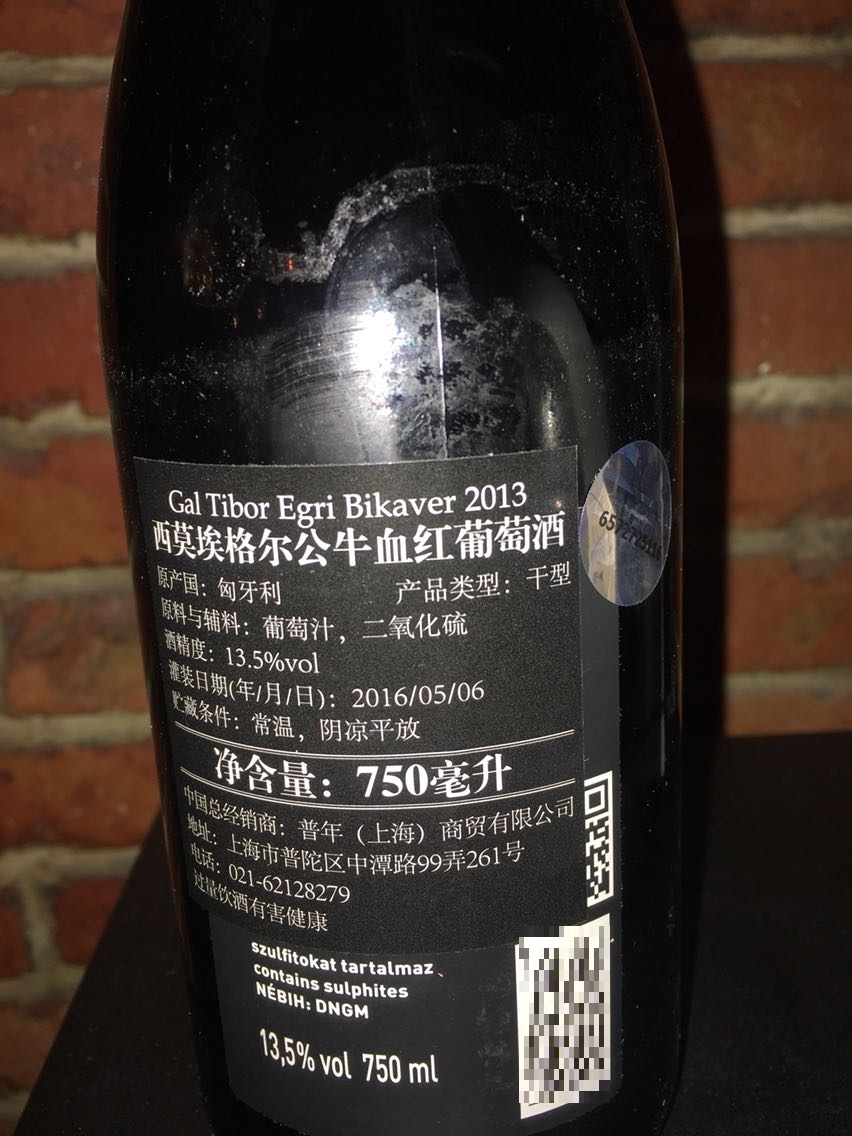 Gal Tibor Egri Bikaver 2013
西莫埃格尔公牛血红葡萄酒
原产国：匈牙利 产品类型：干型
原料与辅料：葡萄汁，二氧化硫
酒精度：13.5%vol
灌装日期(年/月/日)：2016/05/06
贮藏条件：常温，阴凉平放
净含量：750毫升
中国总经销商：普年（上海）商贸有限公司
地址：上海市普陀区中潭路99弄261号
电话：021-62128279
过量饮酒有害健康
szulfitokat tartalmaz
contains sulphites
NÉBIH: DNGM
13,5% vol 750 ml